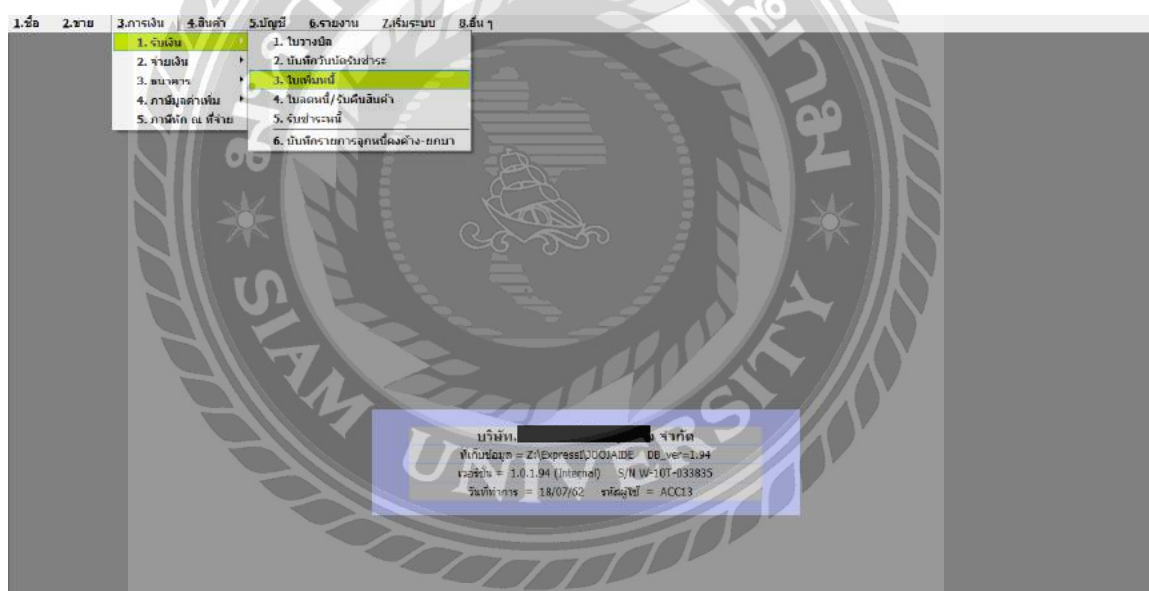 1.ซื้อ 2.ขาย 3.การเงิน 4.สินค้า 5.บัญชี 6.รายงาน 7.เริ่มระบบ 8.อื่น ๆ
1. รับเงิน
2. จ่ายเงิน
3. ธนาคาร
4. ภาษีมูลค่าเพิ่ม
5. ภาษีหัก ณ ที่จ่าย
1. ใบวางบิล
2. บันทึกวันนัดรับชำระ
3. ใบเพิ่มหนี้
4. ใบลดหนี้/รับคืนสินค้า
5. รับชำระหนี้
6. บันทึกรายการลูกหนี้คงค้าง-ยกมา
SIAM UNIVERSITY
บริษัท. จำกัด
ที่เก็บข้อมูล = Z:\ExpressI\JDOJAIDE DB_ver=1.94
เวอร์ชั่น = 1.0.1.94 (Internal) S/N W-10T-033835
วันที่ทำการ = 18/07/62 รหัสผู้ใช้ = ACC13